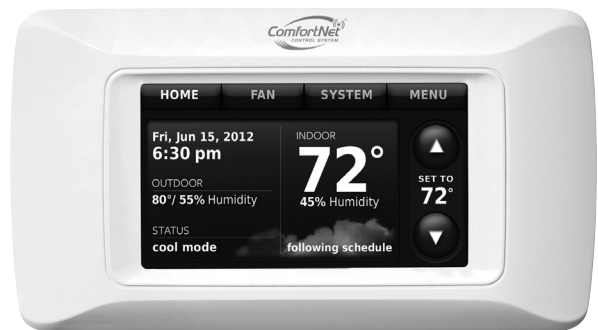 ComfortNet
CONTROL SYSTEM
HOME FAN SYSTEM MENU
Fri, Jun 15, 2012
6:30 pm
OUTDOOR
80°/ 55% Humidity
STATUS
cool mode
INDOOR
72°
45% Humidity
following schedule
SET TO
72°